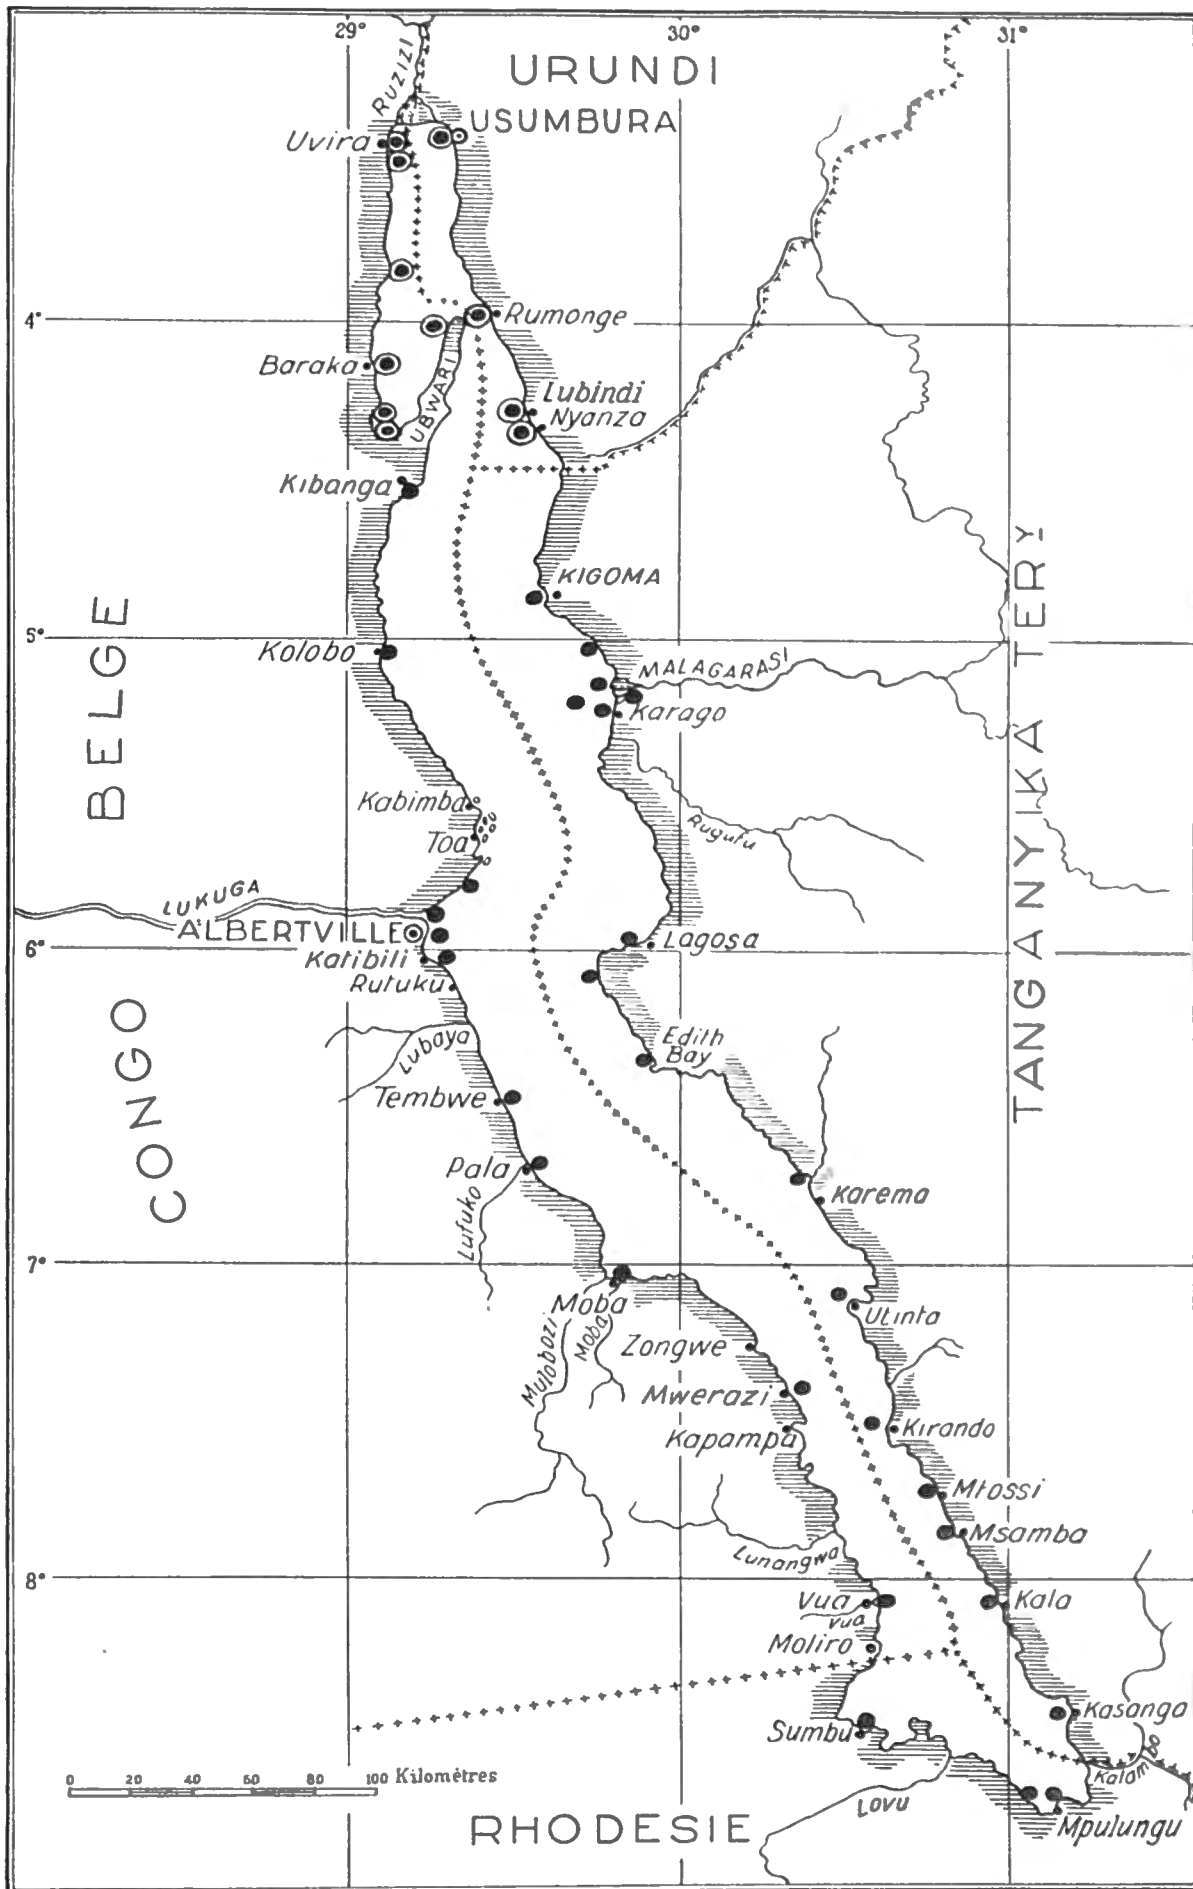 29°
30°
31°
RUZIZI
URUNDI
USUMBURA
Uvira
4°
Rumonge
Baraka
UBWARI
Lubindi
Nyanza
Kibanga
KIGOMA
5°
Kolobo
MALAGARASI
Karago
BELGE
TANGANYIKA TERY
Kabimba
Toa
Rugufu
LUKUGA
ALBERTVILLE
6°
Lagosa
Katibili
Rutuku
Lubaya
Edith
Bay
Tembwe
CONGO
Pala
Karema
Lufuko
7°
Moba
Utinta
Mulobozi
Moba
Zongwe
Mwerazi
Kapampa
Kirando
Mtossi
Lunangwa
Msamba
8°
Vua
Vua
Kala
Moliro
Sumbu
Kasanga
Kalambo
0 20 40 60 80 100 Kilomètres
Lovu
RHODESIE
Mpulungu